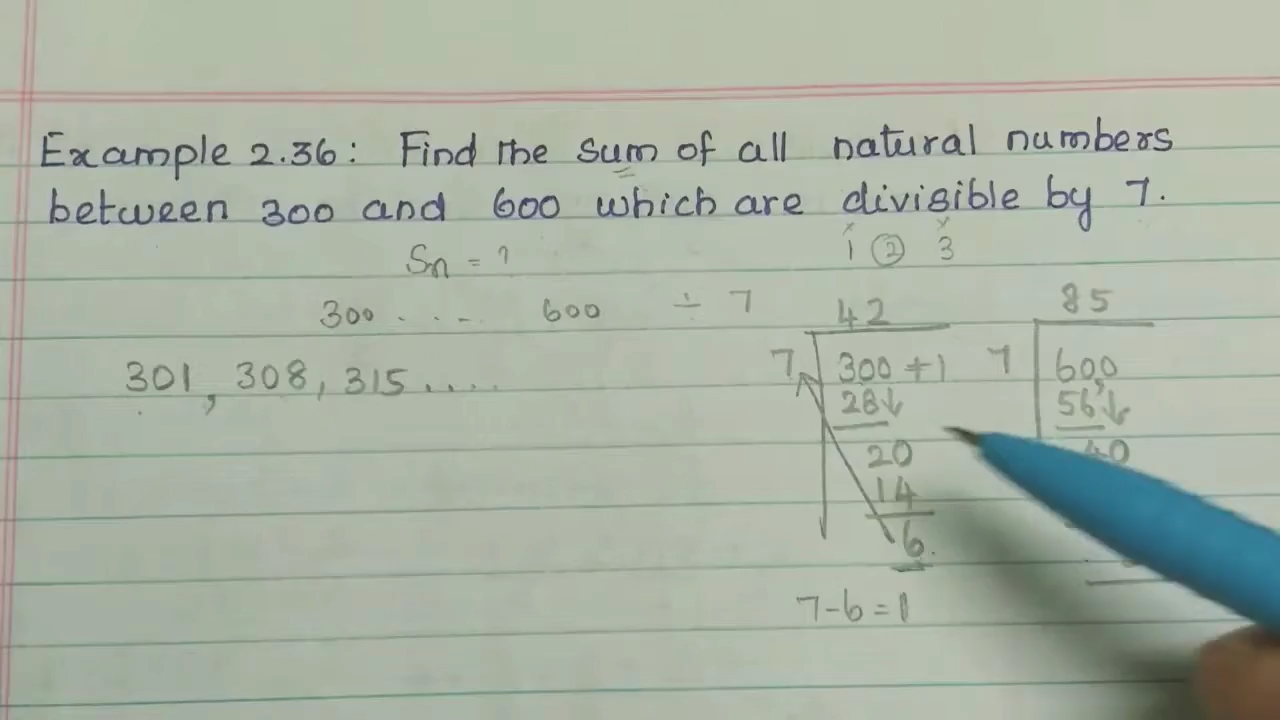 Example 2.36: Find the sum of all natural numbers
between 300 and 600 which are divisible by 7.
Sn = ?
1 2 3
300 . . . . 600 ÷ 7
42
85
301, 308, 315 ....
7 300 + 1
7 600
28↓
56↓
20
40
14
6.
7-6=1